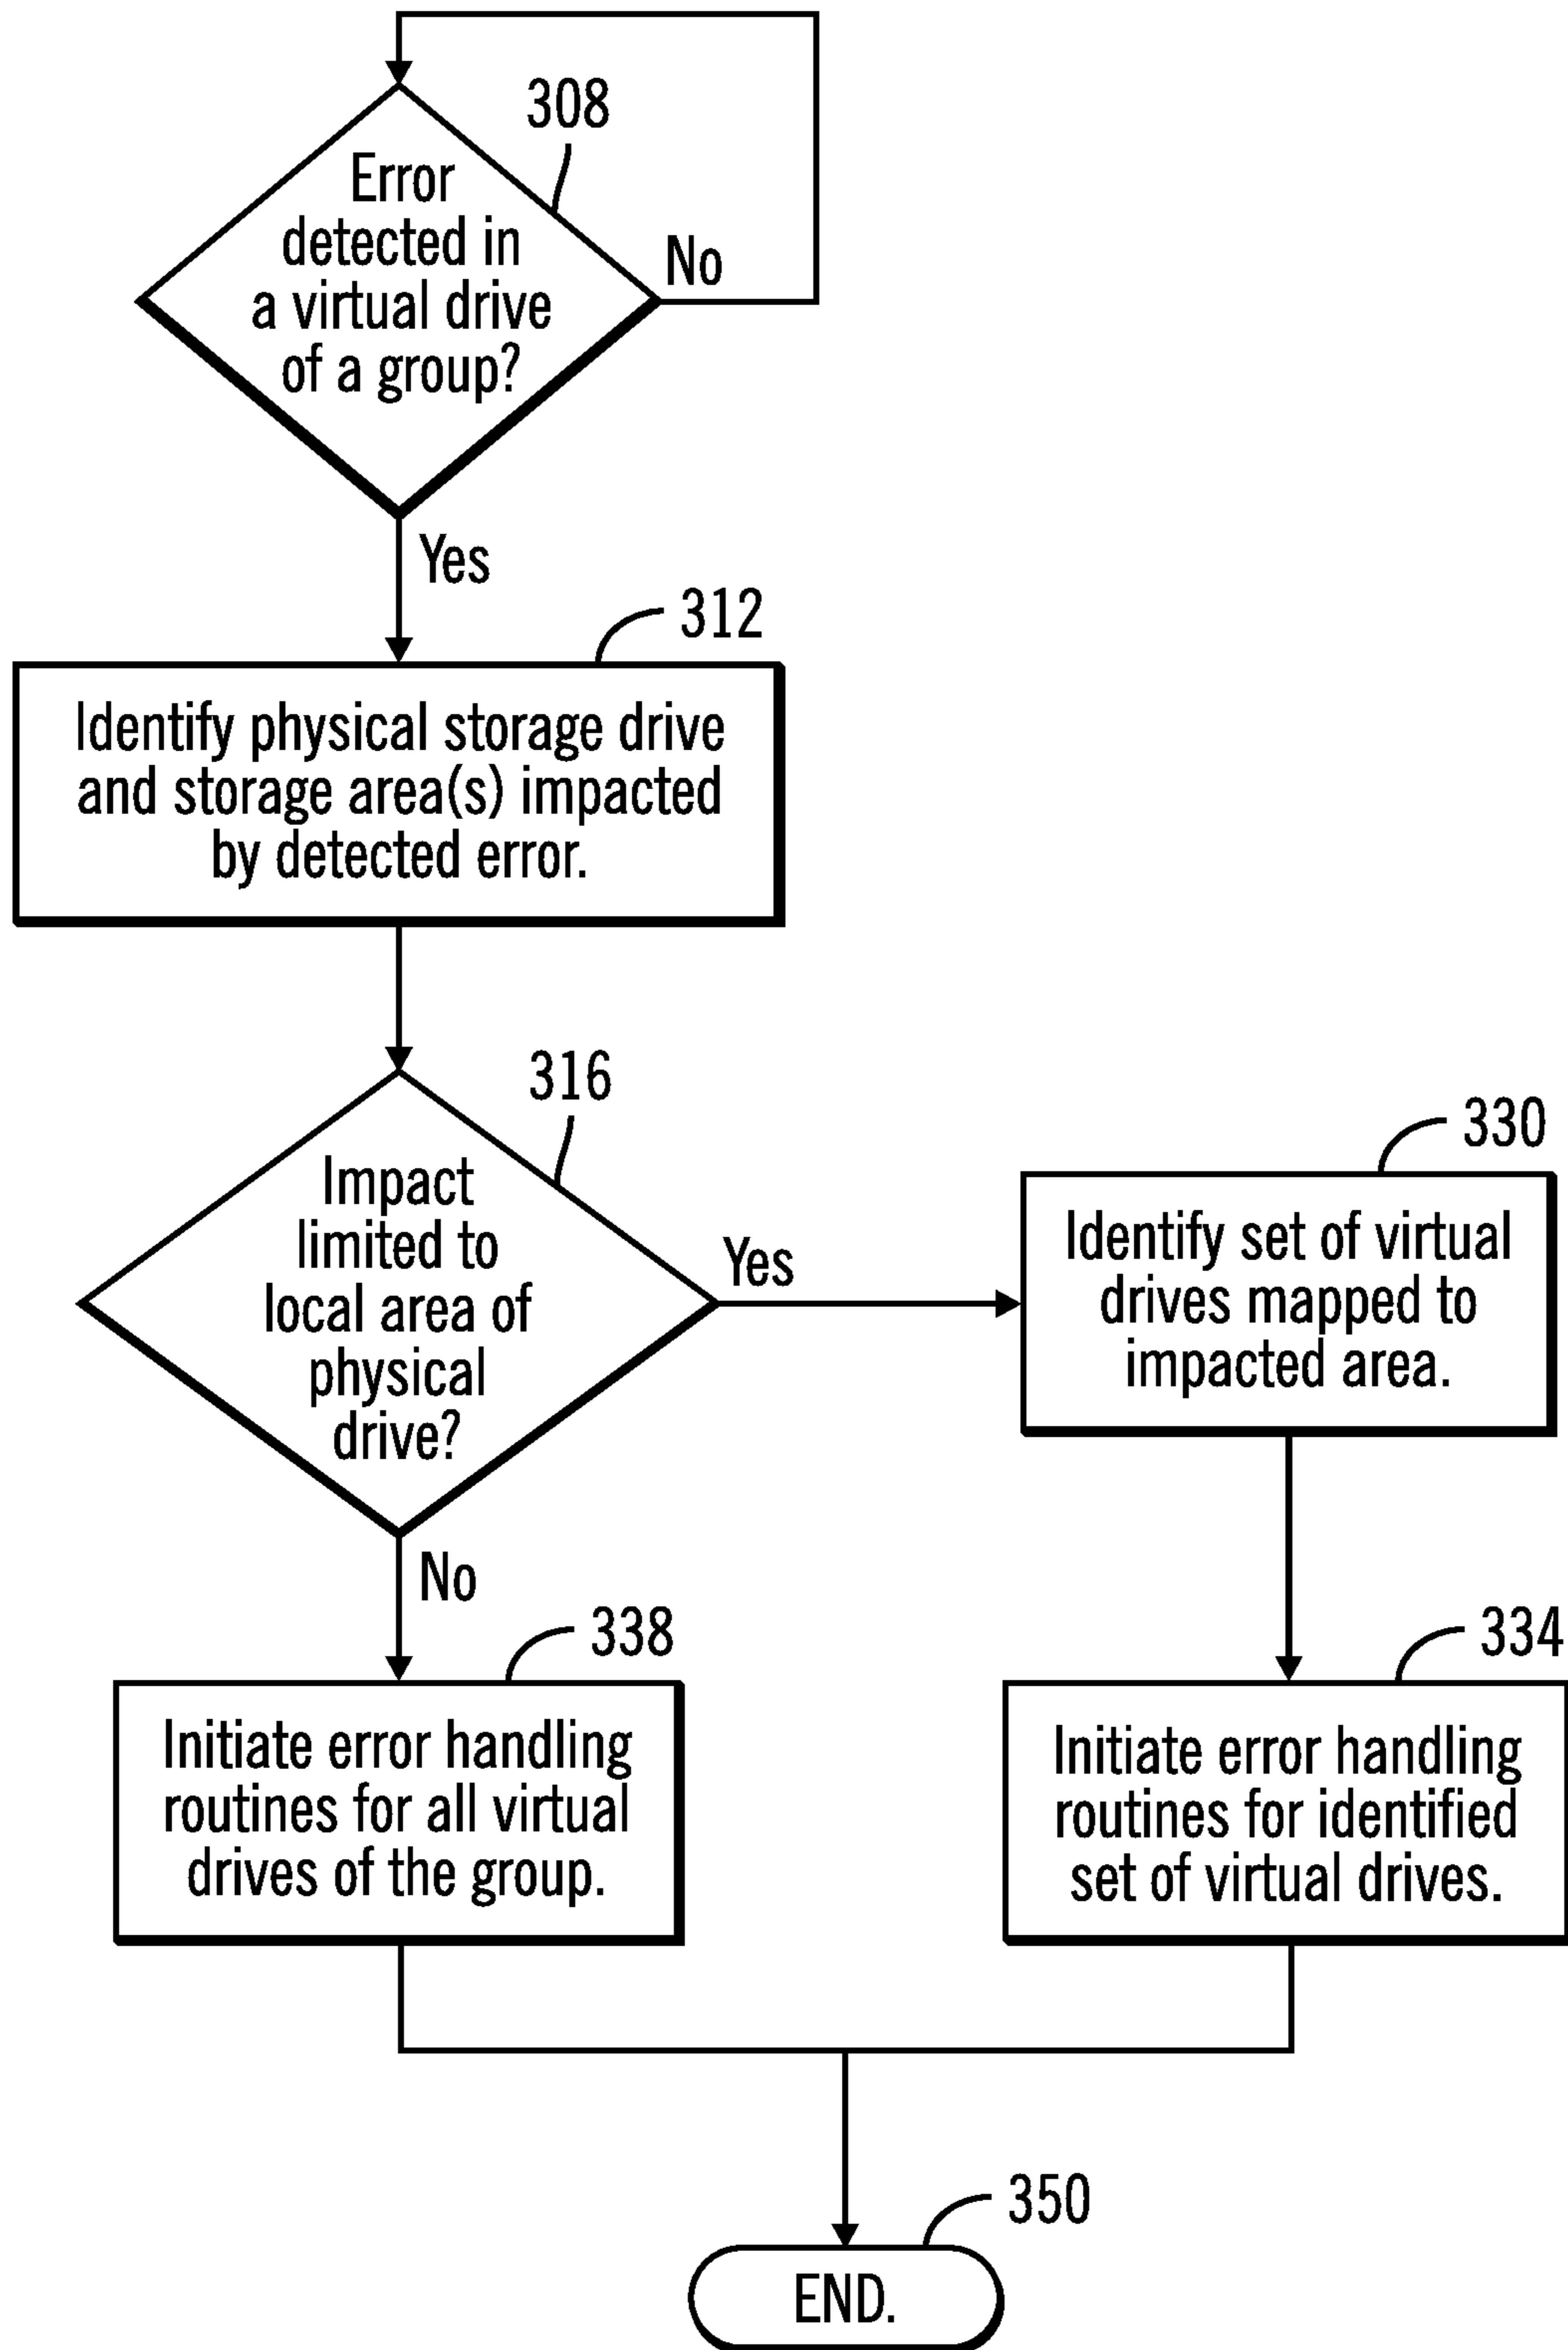 308
Error
detected in
a virtual drive
of a group?
No
Yes
312
Identify physical storage drive
and storage area(s) impacted
by detected error.
316
Impact
limited to
local area of
physical
drive?
Yes
330
Identify set of virtual
drives mapped to
impacted area.
No
338
Initiate error handling
routines for all virtual
drives of the group.
334
Initiate error handling
routines for identified
set of virtual drives.
350
END.